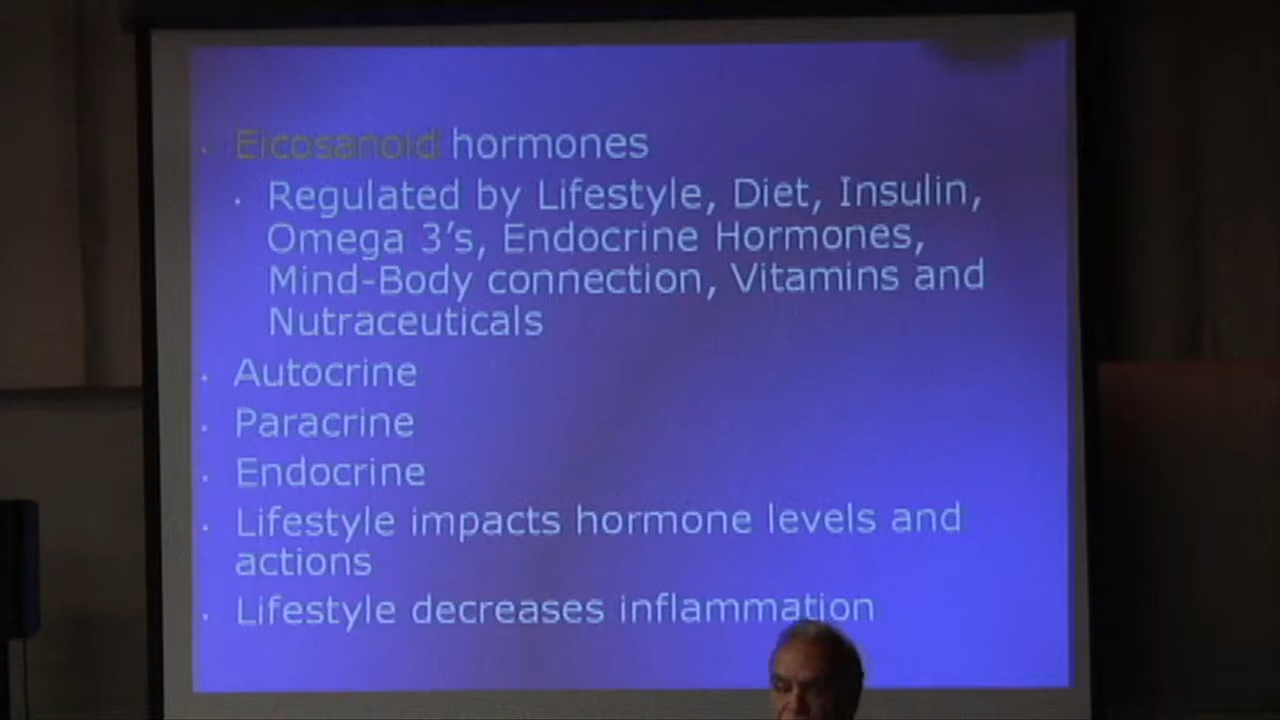 Eicosanoid hormones
Regulated by Lifestyle, Diet, Insulin,
Omega 3's, Endocrine Hormones,
Mind-Body connection, Vitamins and
Nutraceuticals
Autocrine
Paracrine
Endocrine
Lifestyle impacts hormone levels and
actions
Lifestyle decreases inflammation